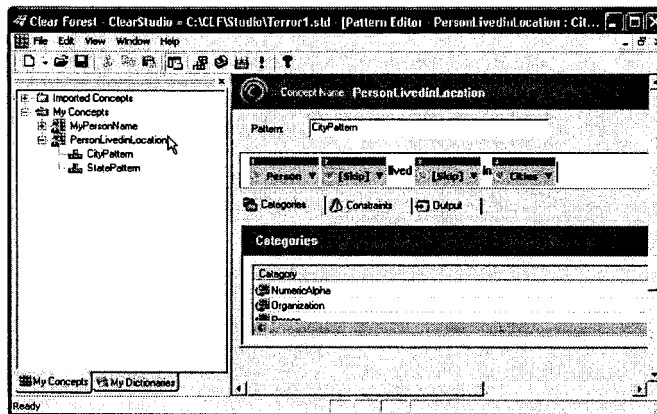 Clear Forest - ClearStudio = C:\CLF\Studio\Terror1.std - [Pattern Editor - PersonLivedinLocation : Cit...
File Edit View Window Help
Imported Concepts
My Concepts
MyPersonName
PersonLivedinLocation
CityPattern
StatePattern
My Concepts My Dictionaries
Concept Name PersonLivedinLocation
Pattern: CityPattern
Person [Skip] lived [Skip] in Cities
Categories Constraints Output
Categories
Category
NumericAlpha
Organization
Person
Ready